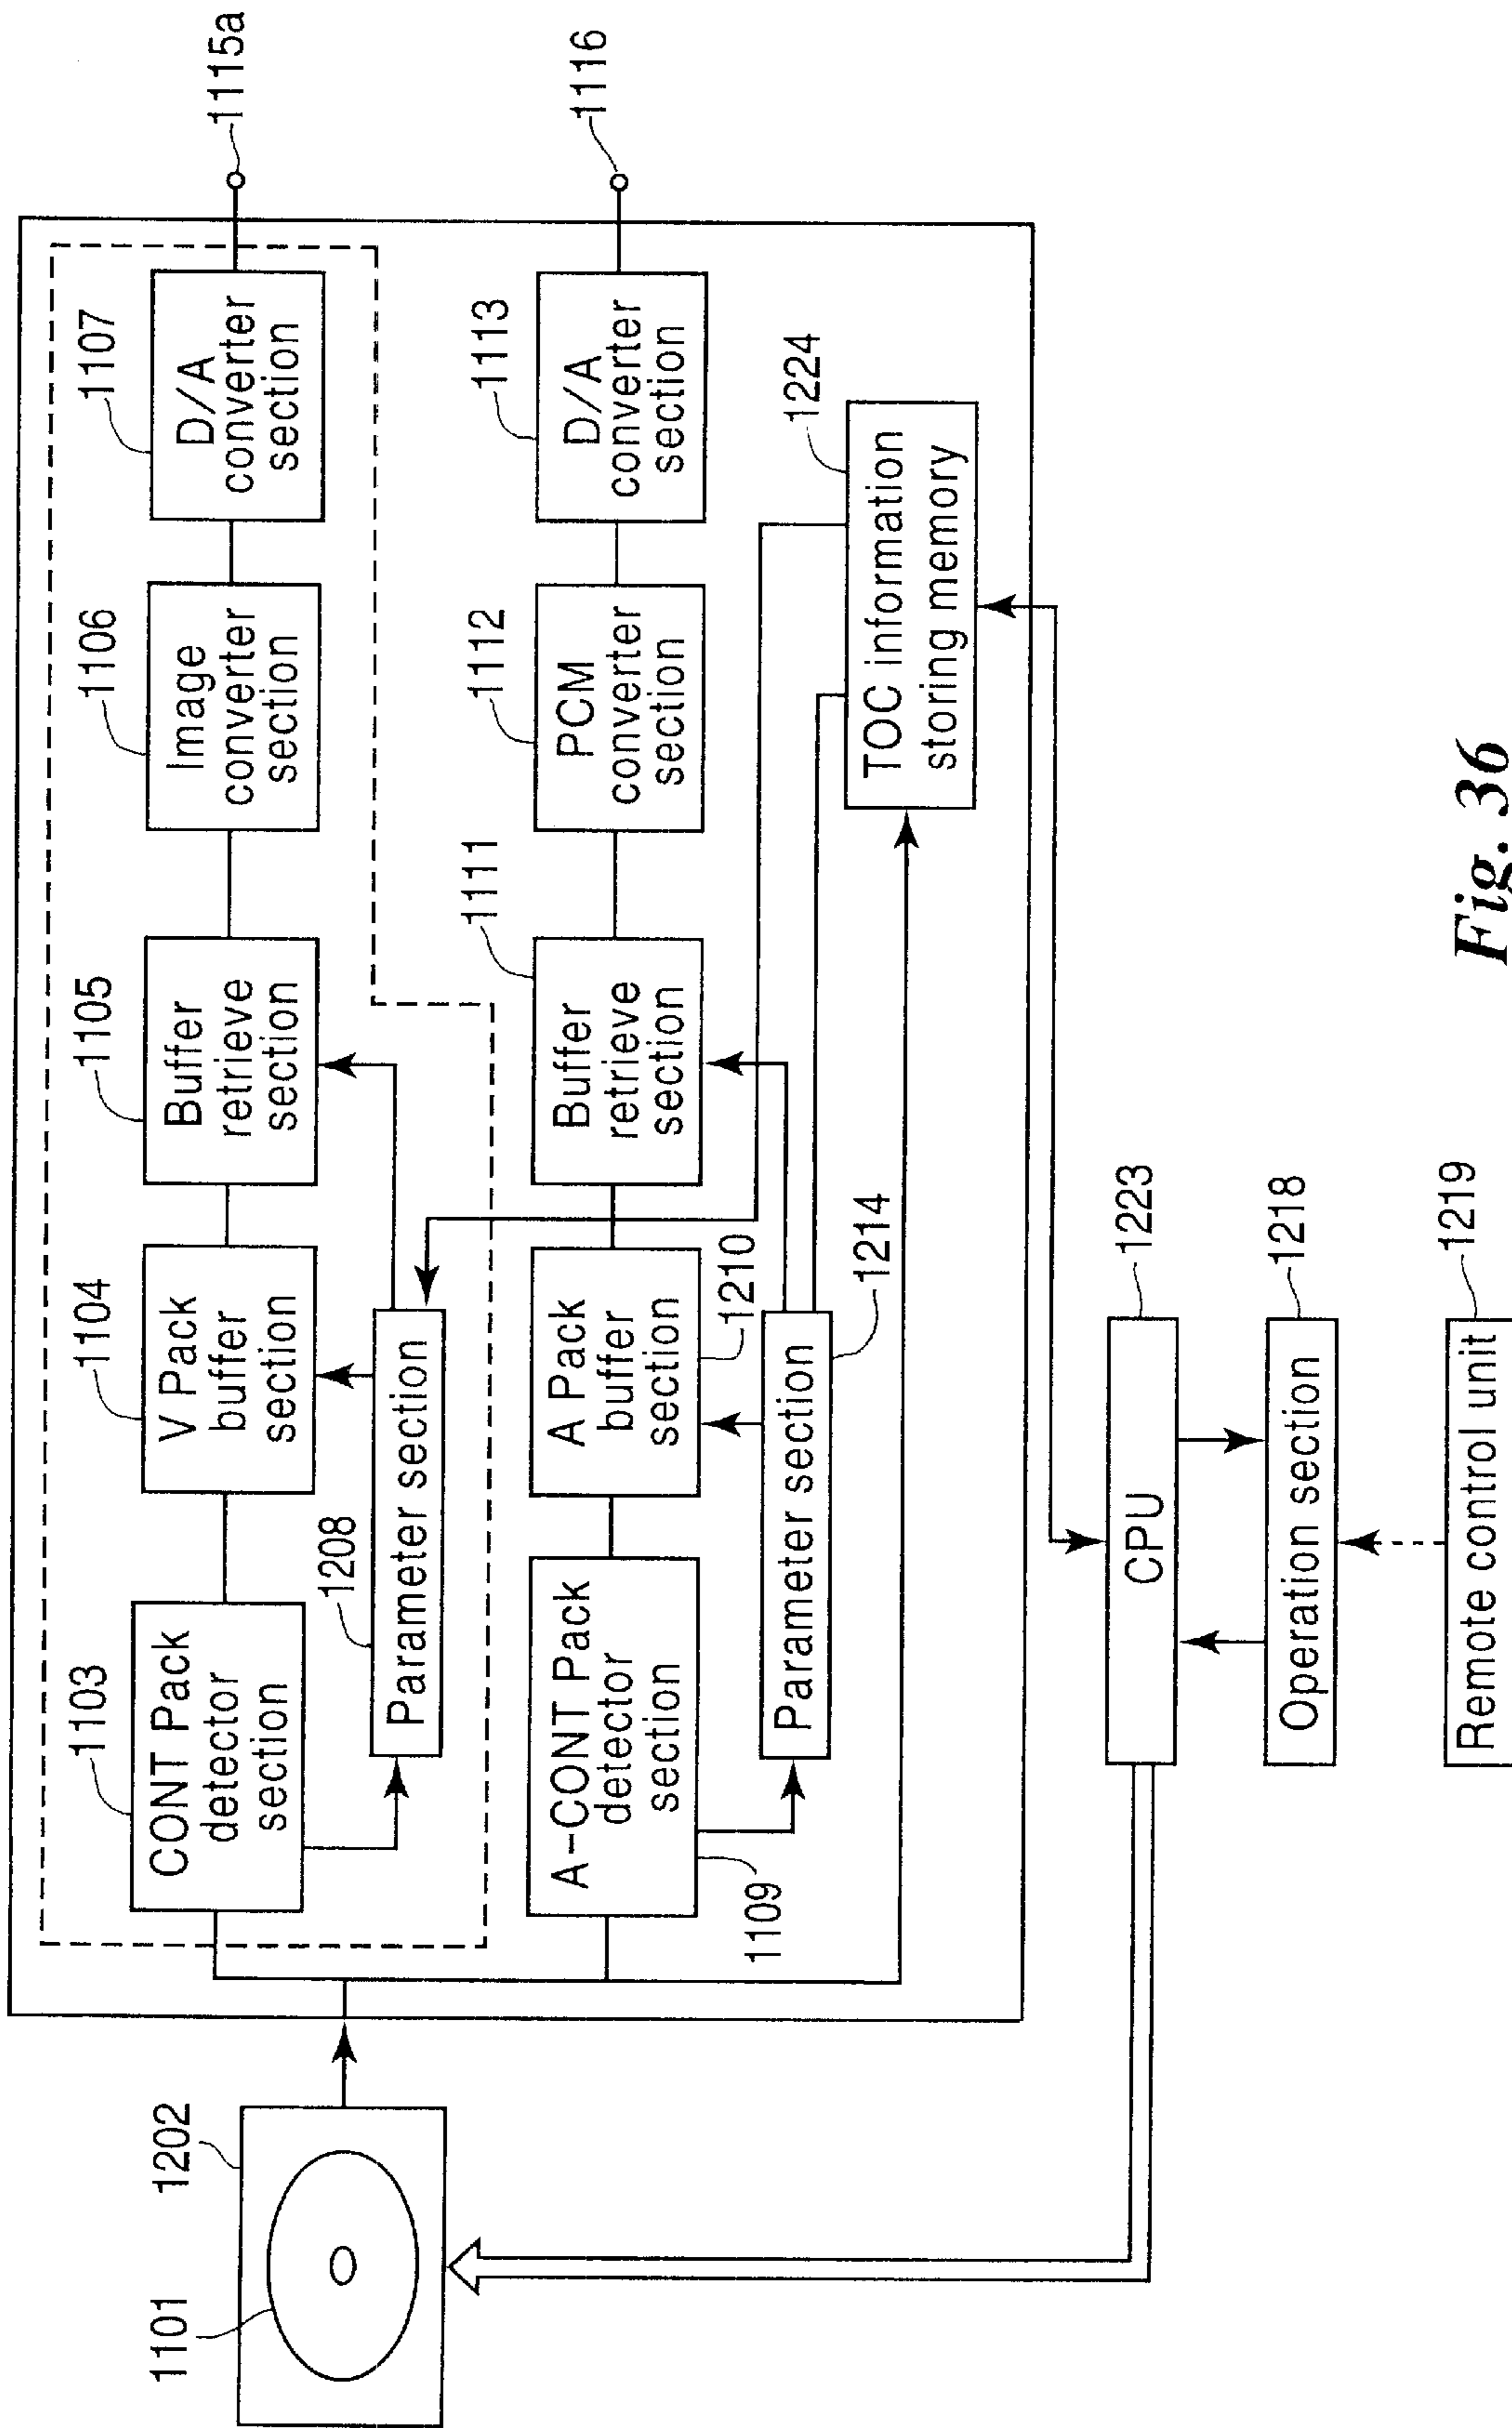 1101
1202
1103
CONT Pack
detector
section
1104
V Pack
buffer
section
1105
Buffer
retrieve
section
1106
Image
converter
section
1107
D/A
converter
section
1115a
1208
Parameter section
1109
A-CONT Pack
detector
section
1210
A Pack
buffer
section
1111
Buffer
retrieve
section
1112
PCM
converter
section
1113
D/A
converter
section
1116
1214
Parameter section
1224
TOC information
storing memory
1223
CPU
1218
Operation section
1219
Remote control unit
Fig. 36